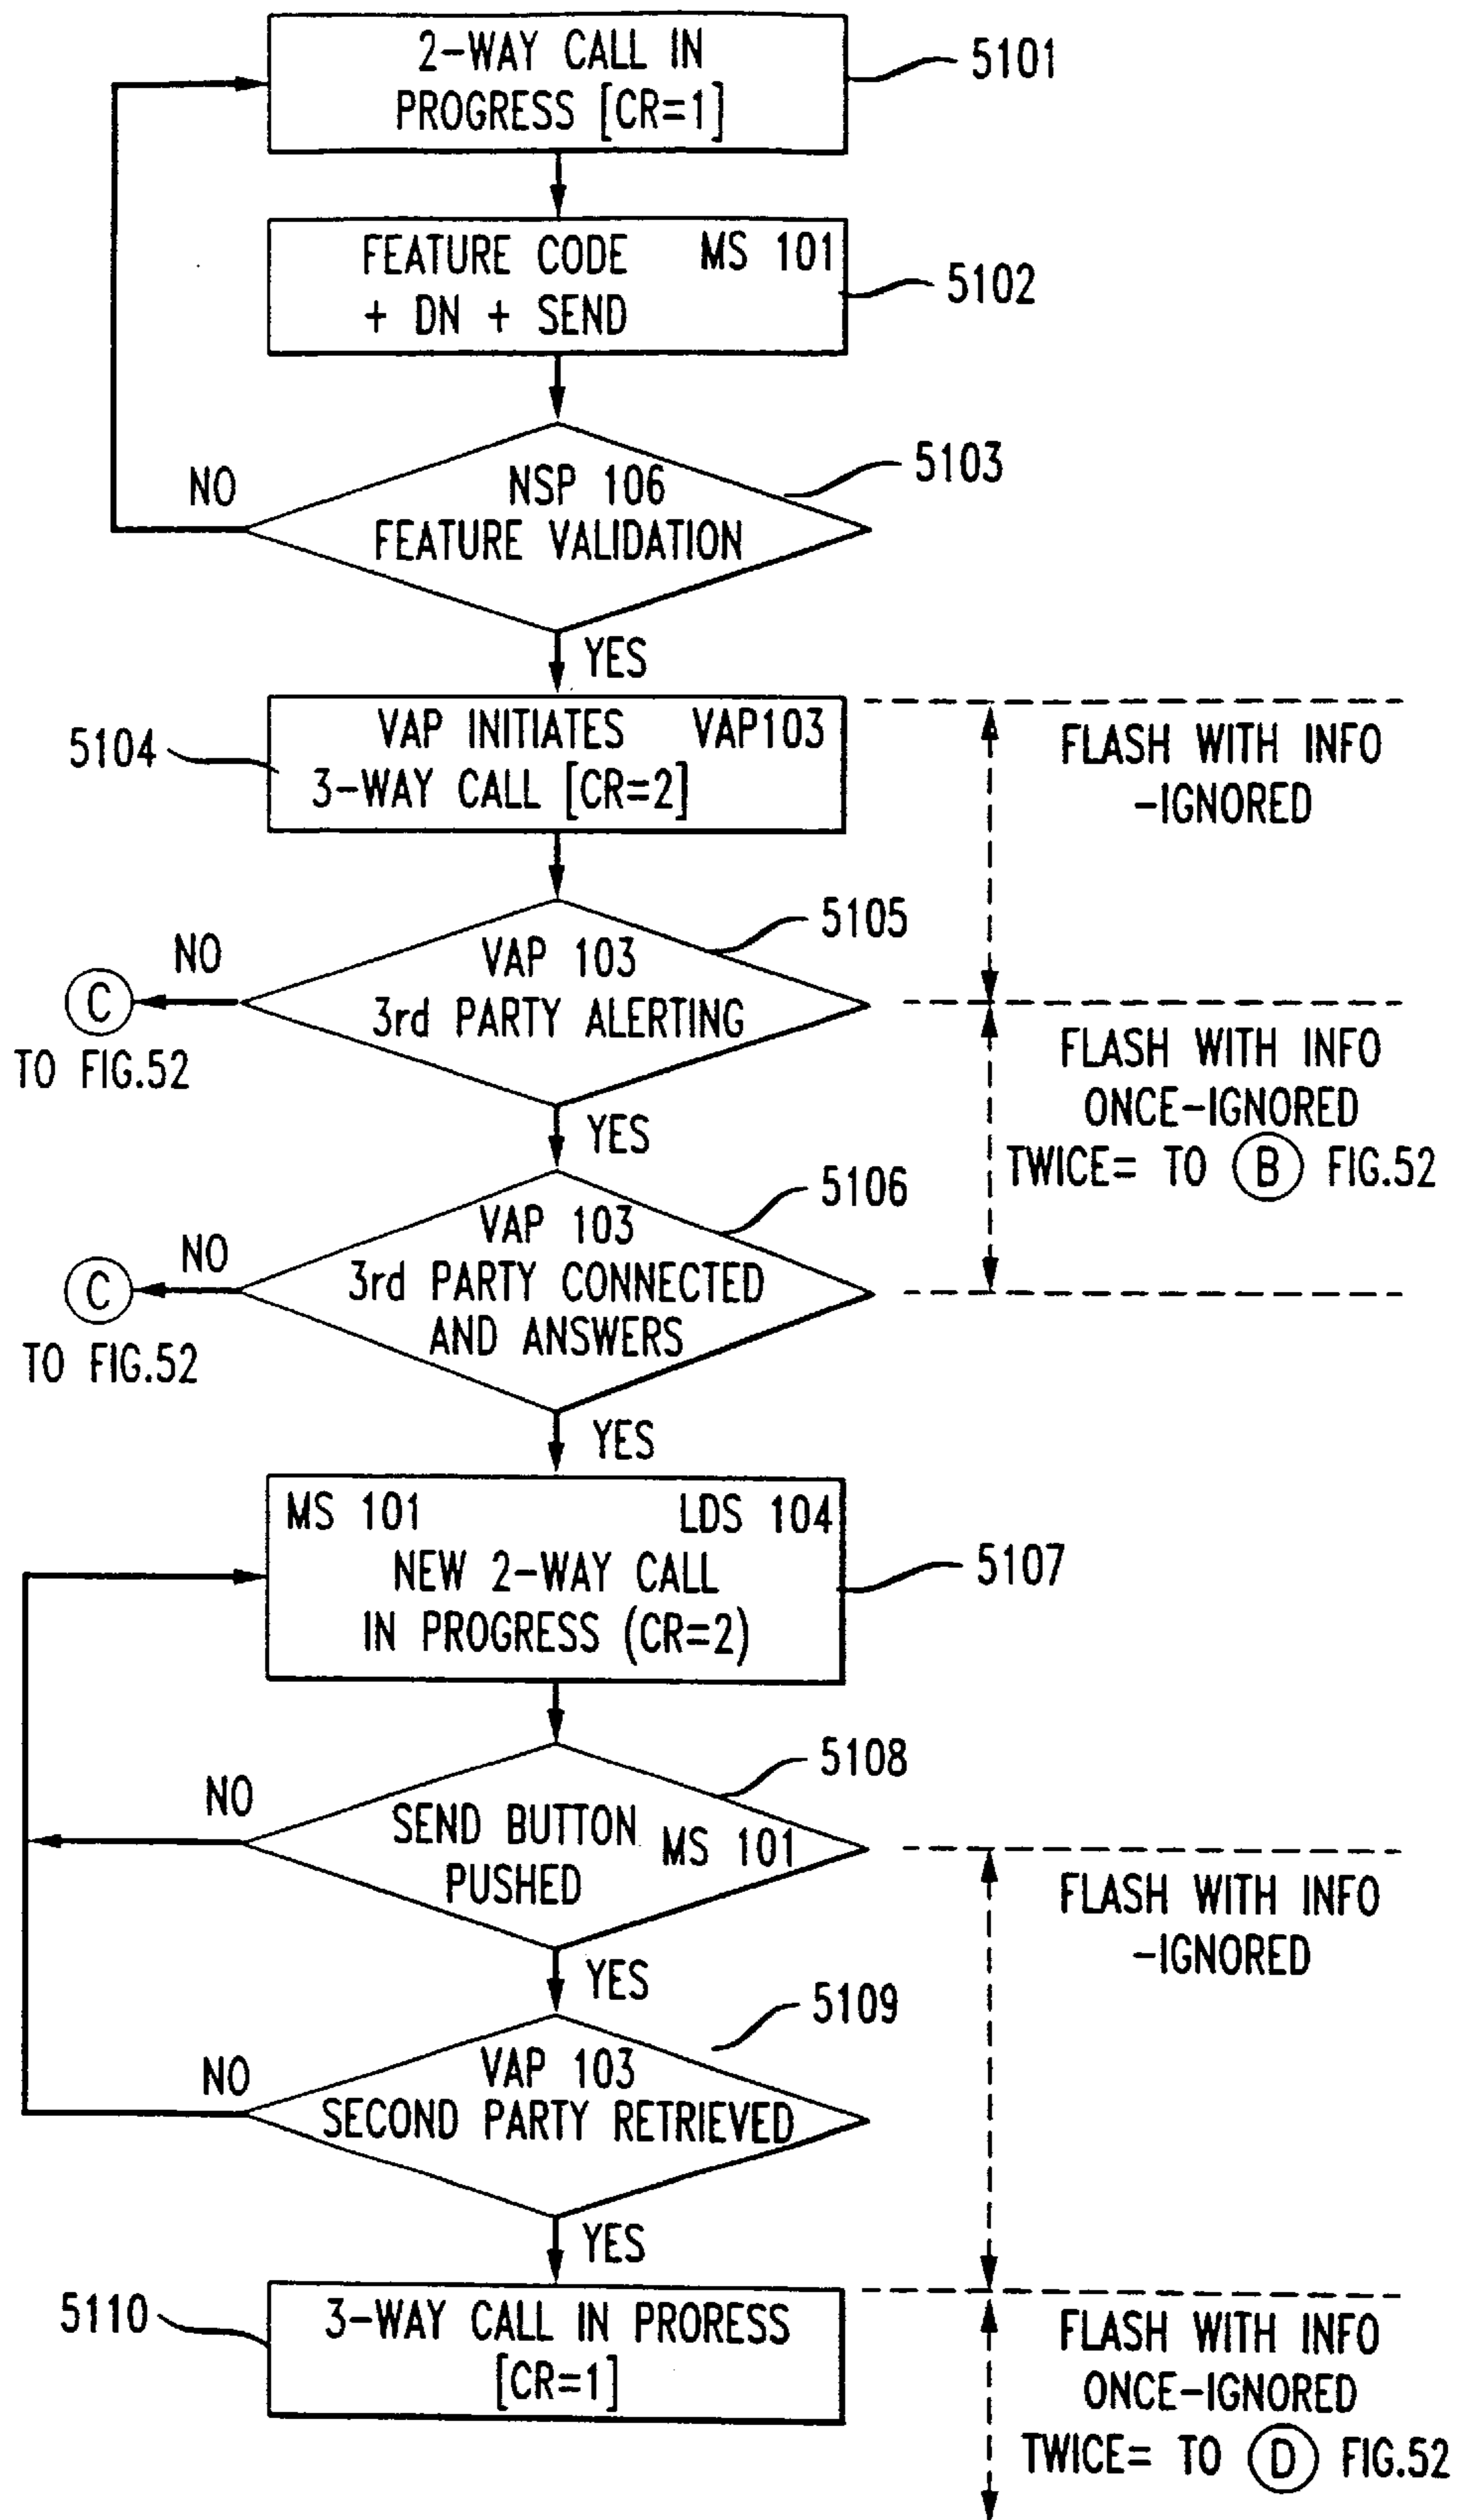 2-WAY CALL IN
PROGRESS [CR=1]
5101
FEATURE CODE MS 101
+ DN + SEND
5102
NSP 106
FEATURE VALIDATION
5103
NO
YES
VAP INITIATES VAP103
3-WAY CALL [CR=2]
5104
FLASH WITH INFO
-IGNORED
VAP 103
3rd PARTY ALERTING
5105
NO
C
TO FIG.52
YES
FLASH WITH INFO
ONCE-IGNORED
TWICE= TO B FIG.52
VAP 103
3rd PARTY CONNECTED
AND ANSWERS
5106
NO
C
TO FIG.52
YES
MS 101 LDS 104
NEW 2-WAY CALL
IN PROGRESS (CR=2)
5107
SEND BUTTON MS 101
PUSHED
5108
NO
YES
FLASH WITH INFO
-IGNORED
VAP 103
SECOND PARTY RETRIEVED
5109
NO
YES
3-WAY CALL IN PRORESS
[CR=1]
5110
FLASH WITH INFO
ONCE-IGNORED
TWICE= TO D FIG.52